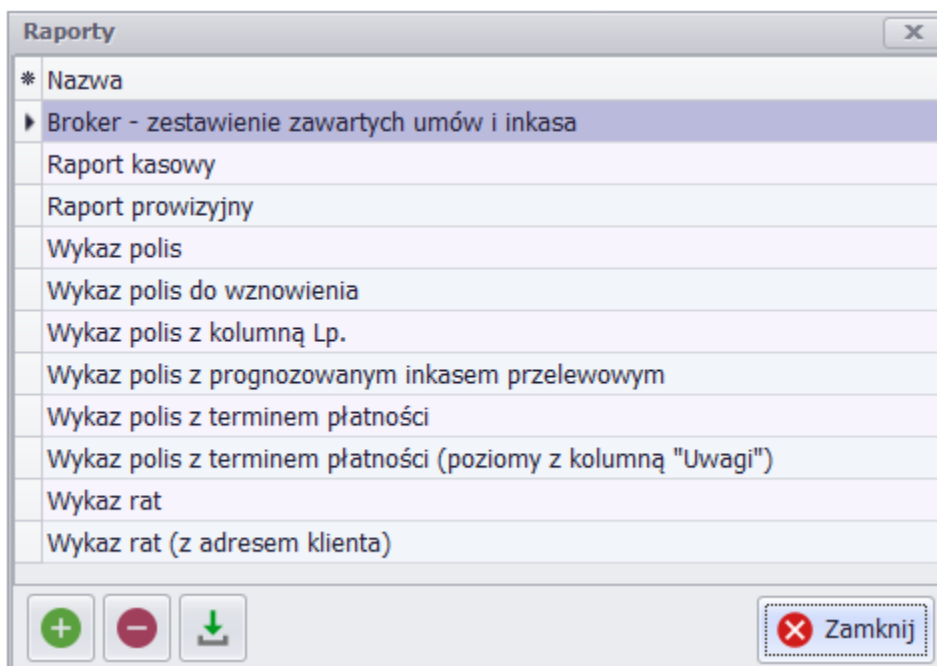 Raporty
Nazwa
Broker - zestawienie zawartych umów i inkasa
Raport kasowy
Raport prowizyjny
Wykaz polis
Wykaz polis do wznowienia
Wykaz polis z kolumną Lp.
Wykaz polis z prognozowanym inkasem przelewowym
Wykaz polis z terminem płatności
Wykaz polis z terminem płatności (poziomy z kolumną "Uwagi")
Wykaz rat
Wykaz rat (z adresem klienta)
Zamknij